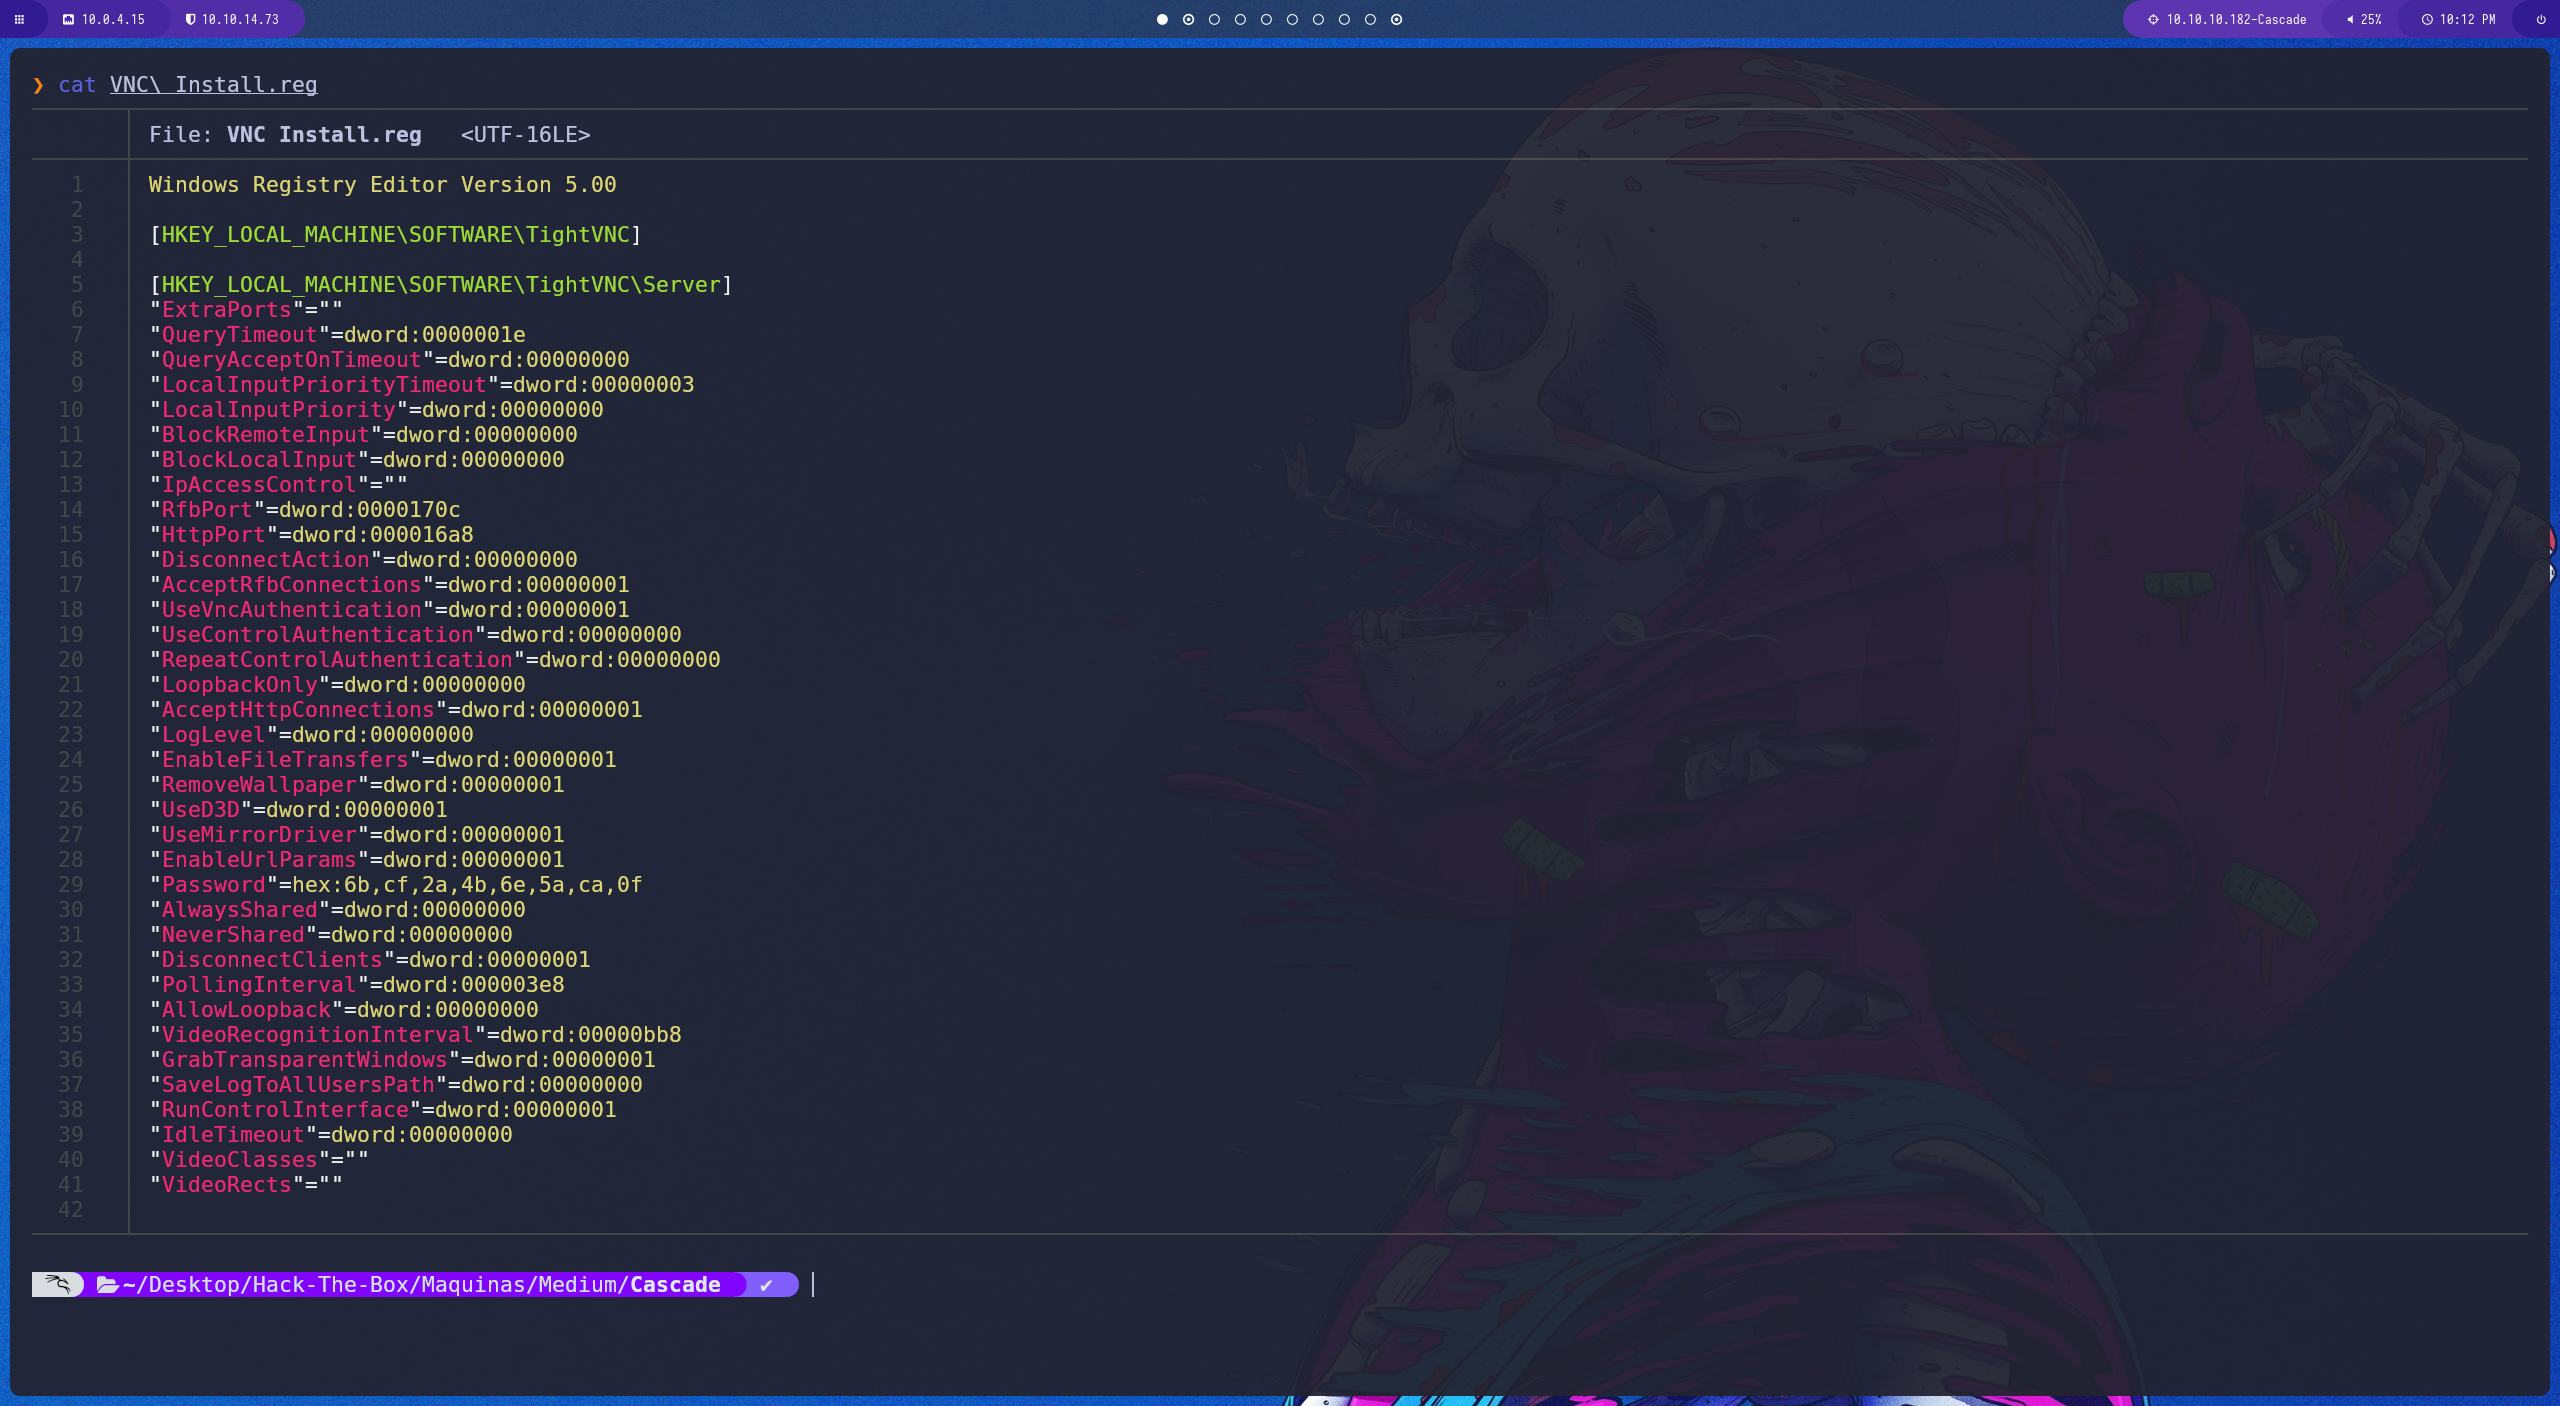 10.0.4.15 10.10.14.73 10.10.10.182-Cascade 25% 10:12 PM
❯ cat VNC\ Install.reg
File: VNC Install.reg <UTF-16LE>
1 Windows Registry Editor Version 5.00
2
3 [HKEY_LOCAL_MACHINE\SOFTWARE\TightVNC]
4
5 [HKEY_LOCAL_MACHINE\SOFTWARE\TightVNC\Server]
6 "ExtraPorts"=""
7 "QueryTimeout"=dword:0000001e
8 "QueryAcceptOnTimeout"=dword:00000000
9 "LocalInputPriorityTimeout"=dword:00000003
10 "LocalInputPriority"=dword:00000000
11 "BlockRemoteInput"=dword:00000000
12 "BlockLocalInput"=dword:00000000
13 "IpAccessControl"=""
14 "RfbPort"=dword:0000170c
15 "HttpPort"=dword:000016a8
16 "DisconnectAction"=dword:00000000
17 "AcceptRfbConnections"=dword:00000001
18 "UseVncAuthentication"=dword:00000001
19 "UseControlAuthentication"=dword:00000000
20 "RepeatControlAuthentication"=dword:00000000
21 "LoopbackOnly"=dword:00000000
22 "AcceptHttpConnections"=dword:00000001
23 "LogLevel"=dword:00000000
24 "EnableFileTransfers"=dword:00000001
25 "RemoveWallpaper"=dword:00000001
26 "UseD3D"=dword:00000001
27 "UseMirrorDriver"=dword:00000001
28 "EnableUrlParams"=dword:00000001
29 "Password"=hex:6b,cf,2a,4b,6e,5a,ca,0f
30 "AlwaysShared"=dword:00000000
31 "NeverShared"=dword:00000000
32 "DisconnectClients"=dword:00000001
33 "PollingInterval"=dword:000003e8
34 "AllowLoopback"=dword:00000000
35 "VideoRecognitionInterval"=dword:00000bb8
36 "GrabTransparentWindows"=dword:00000001
37 "SaveLogToAllUsersPath"=dword:00000000
38 "RunControlInterface"=dword:00000001
39 "IdleTimeout"=dword:00000000
40 "VideoClasses"=""
41 "VideoRects"=""
42
~/Desktop/Hack-The-Box/Maquinas/Medium/Cascade ✔